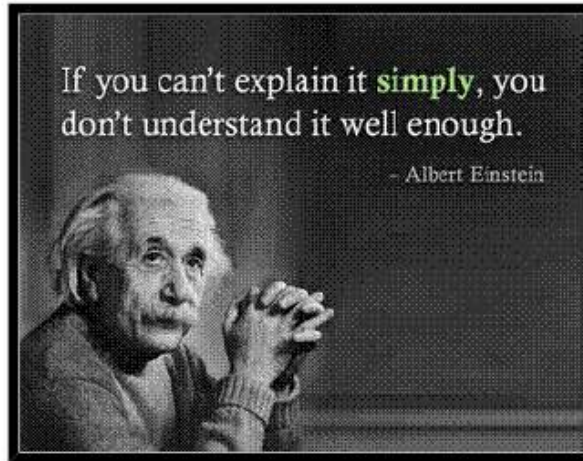 If you can't explain it simply, you
don't understand it well enough.
– Albert Einstein